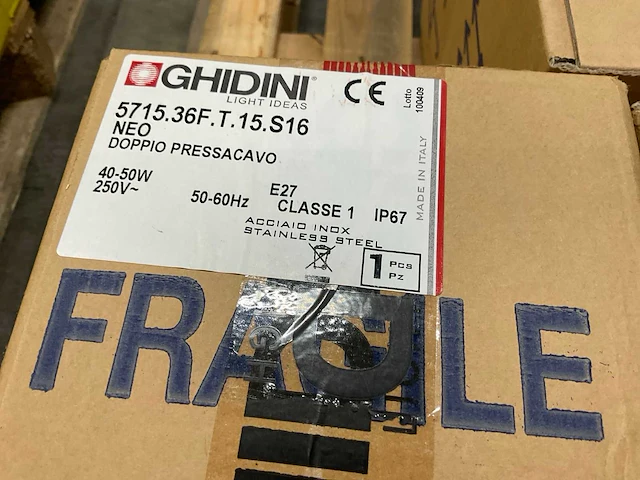 GHIDINI®
LIGHT IDEAS
CE
Lotto
100409
5715.36F.T.15.S16
NEO
DOPPIO PRESSACAVO
40-50W
250V~
50-60Hz
E27
CLASSE 1
IP67
MADE IN ITALY
ACCIAIO INOX
STAINLESS STEEL
1 Pcs
Pz
FRAGILE